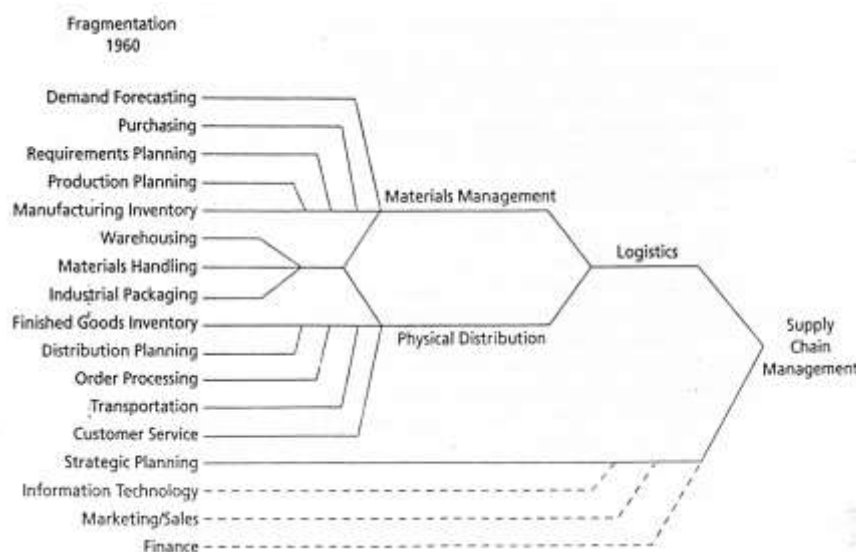 Fragmentation
1960
Demand Forecasting
Purchasing
Requirements Planning
Production Planning
Manufacturing Inventory
Materials Management
Warehousing
Materials Handling
Logistics
Industrial Packaging
Finished Goods Inventory
Physical Distribution
Supply
Chain
Management
Distribution Planning
Order Processing
Transportation
Customer Service
Strategic Planning
Information Technology
Marketing/Sales
Finance